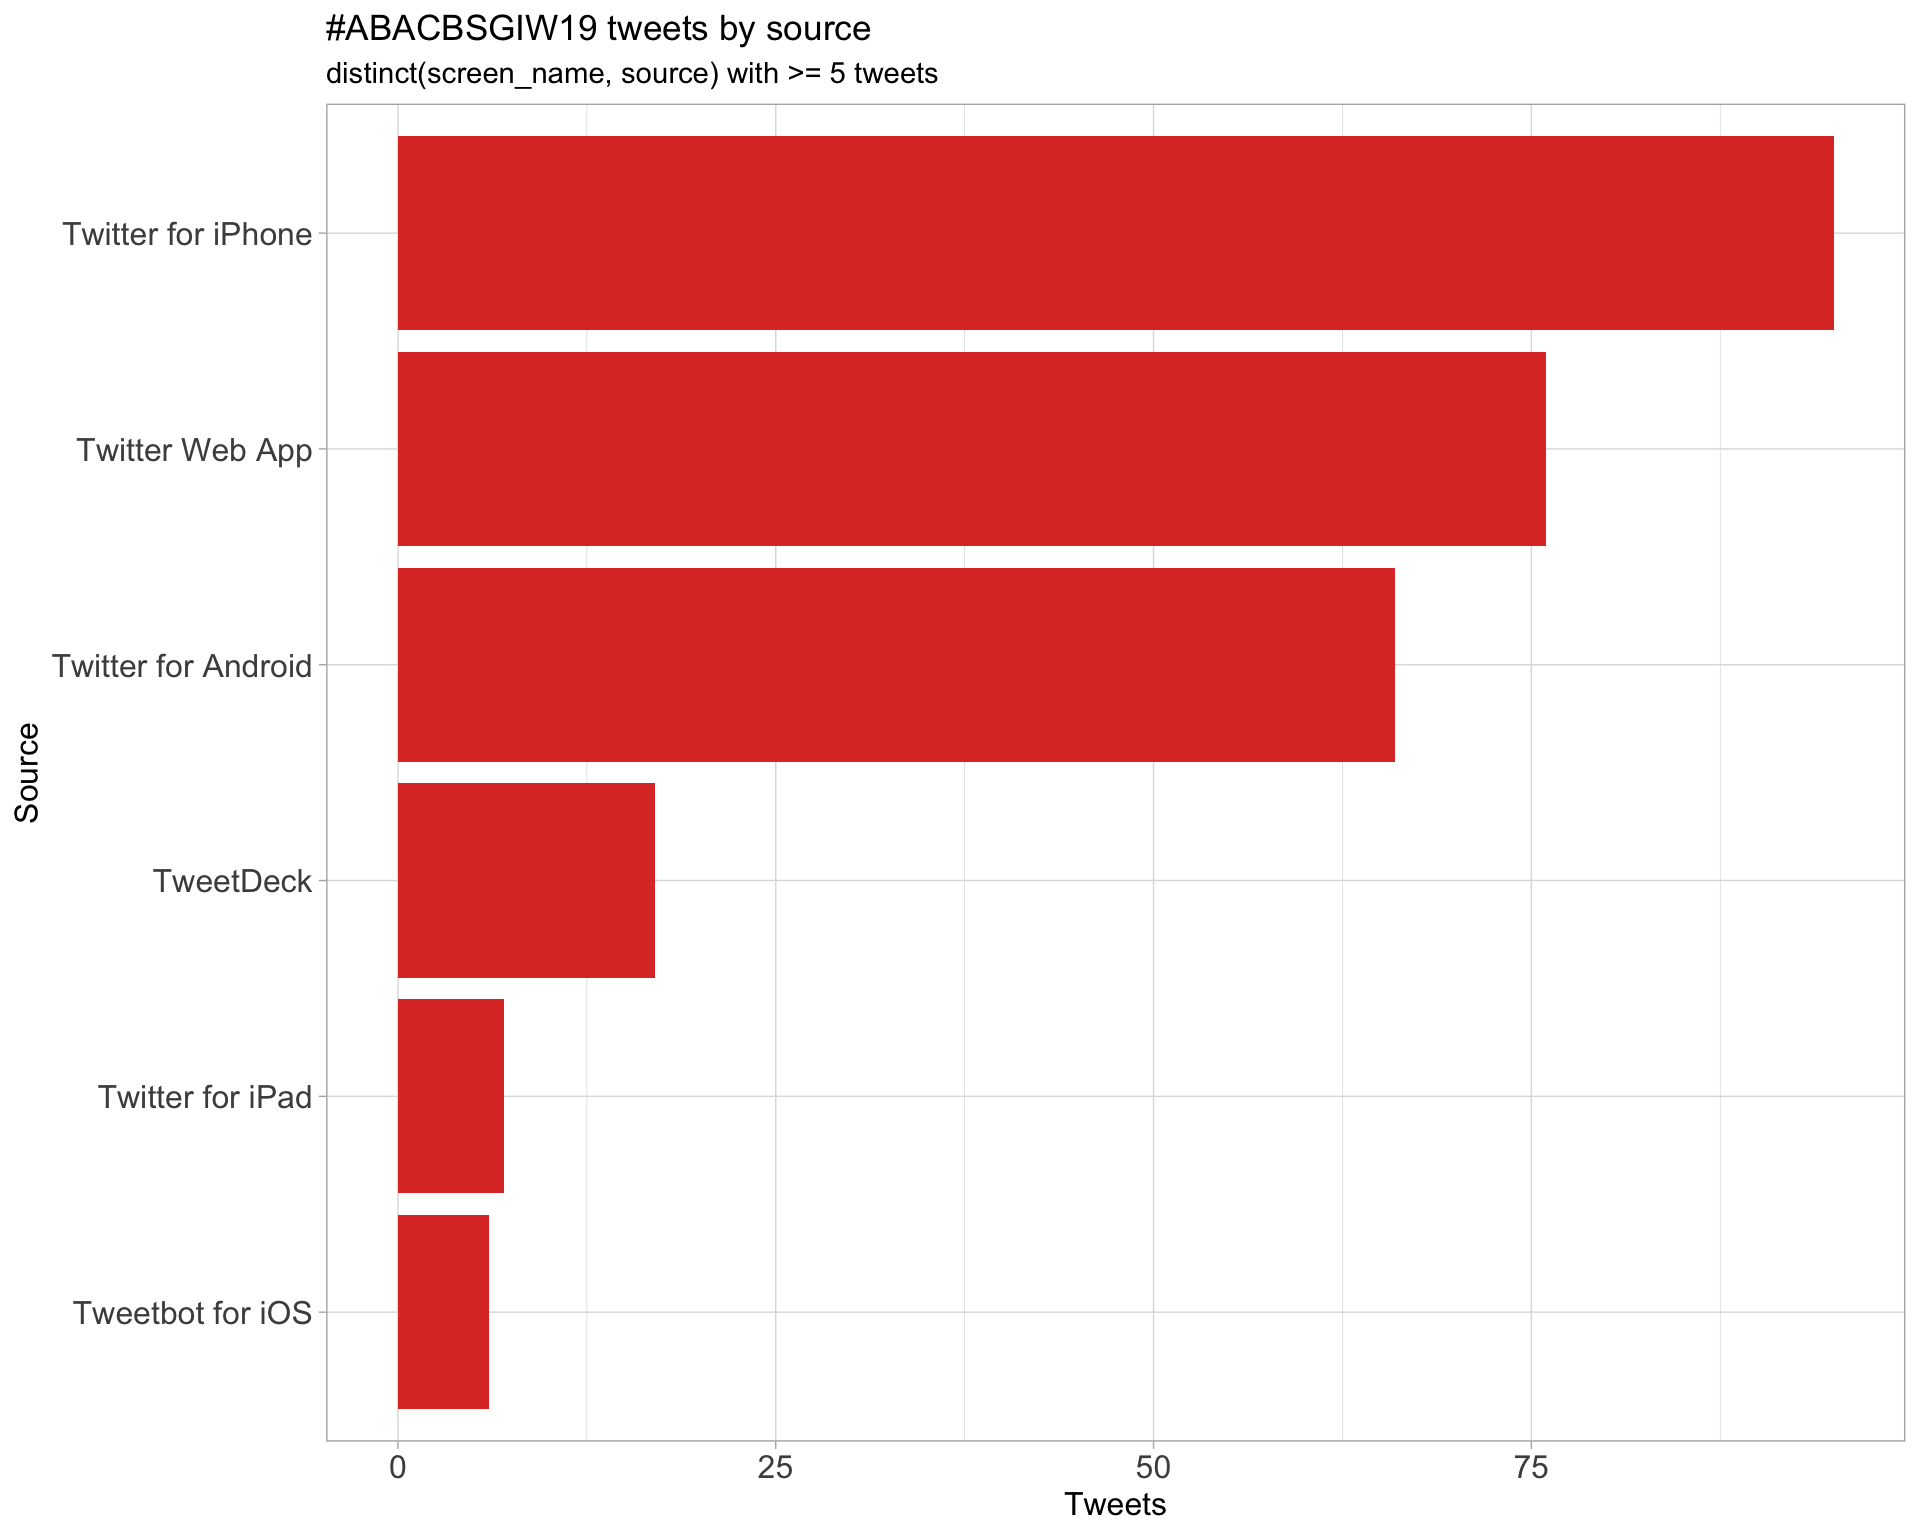 #ABACBSGIW19 tweets by source
distinct(screen_name, source) with >= 5 tweets
Source
Twitter for iPhone
Twitter Web App
Twitter for Android
TweetDeck
Twitter for iPad
Tweetbot for iOS
0 25 50 75
Tweets